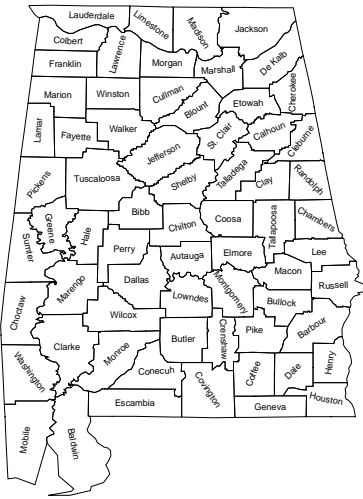 Lauderdale
Limestone
Madison
Jackson
Colbert
Lawrence
Franklin
Morgan
Marshall
De Kalb
Cherokee
Marion
Winston
Cullman
Blount
Etowah
Lamar
Fayette
Walker
Jefferson
St. Clair
Calhoun
Cleburne
Pickens
Tuscaloosa
Shelby
Talladega
Clay
Randolph
Sumter
Greene
Hale
Bibb
Chilton
Coosa
Tallapoosa
Chambers
Perry
Autauga
Elmore
Lee
Macon
Russell
Choctaw
Marengo
Dallas
Lowndes
Montgomery
Bullock
Wilcox
Barbour
Clarke
Butler
Crenshaw
Pike
Washington
Monroe
Conecuh
Covington
Coffee
Dale
Henry
Escambia
Geneva
Houston
Mobile
Baldwin